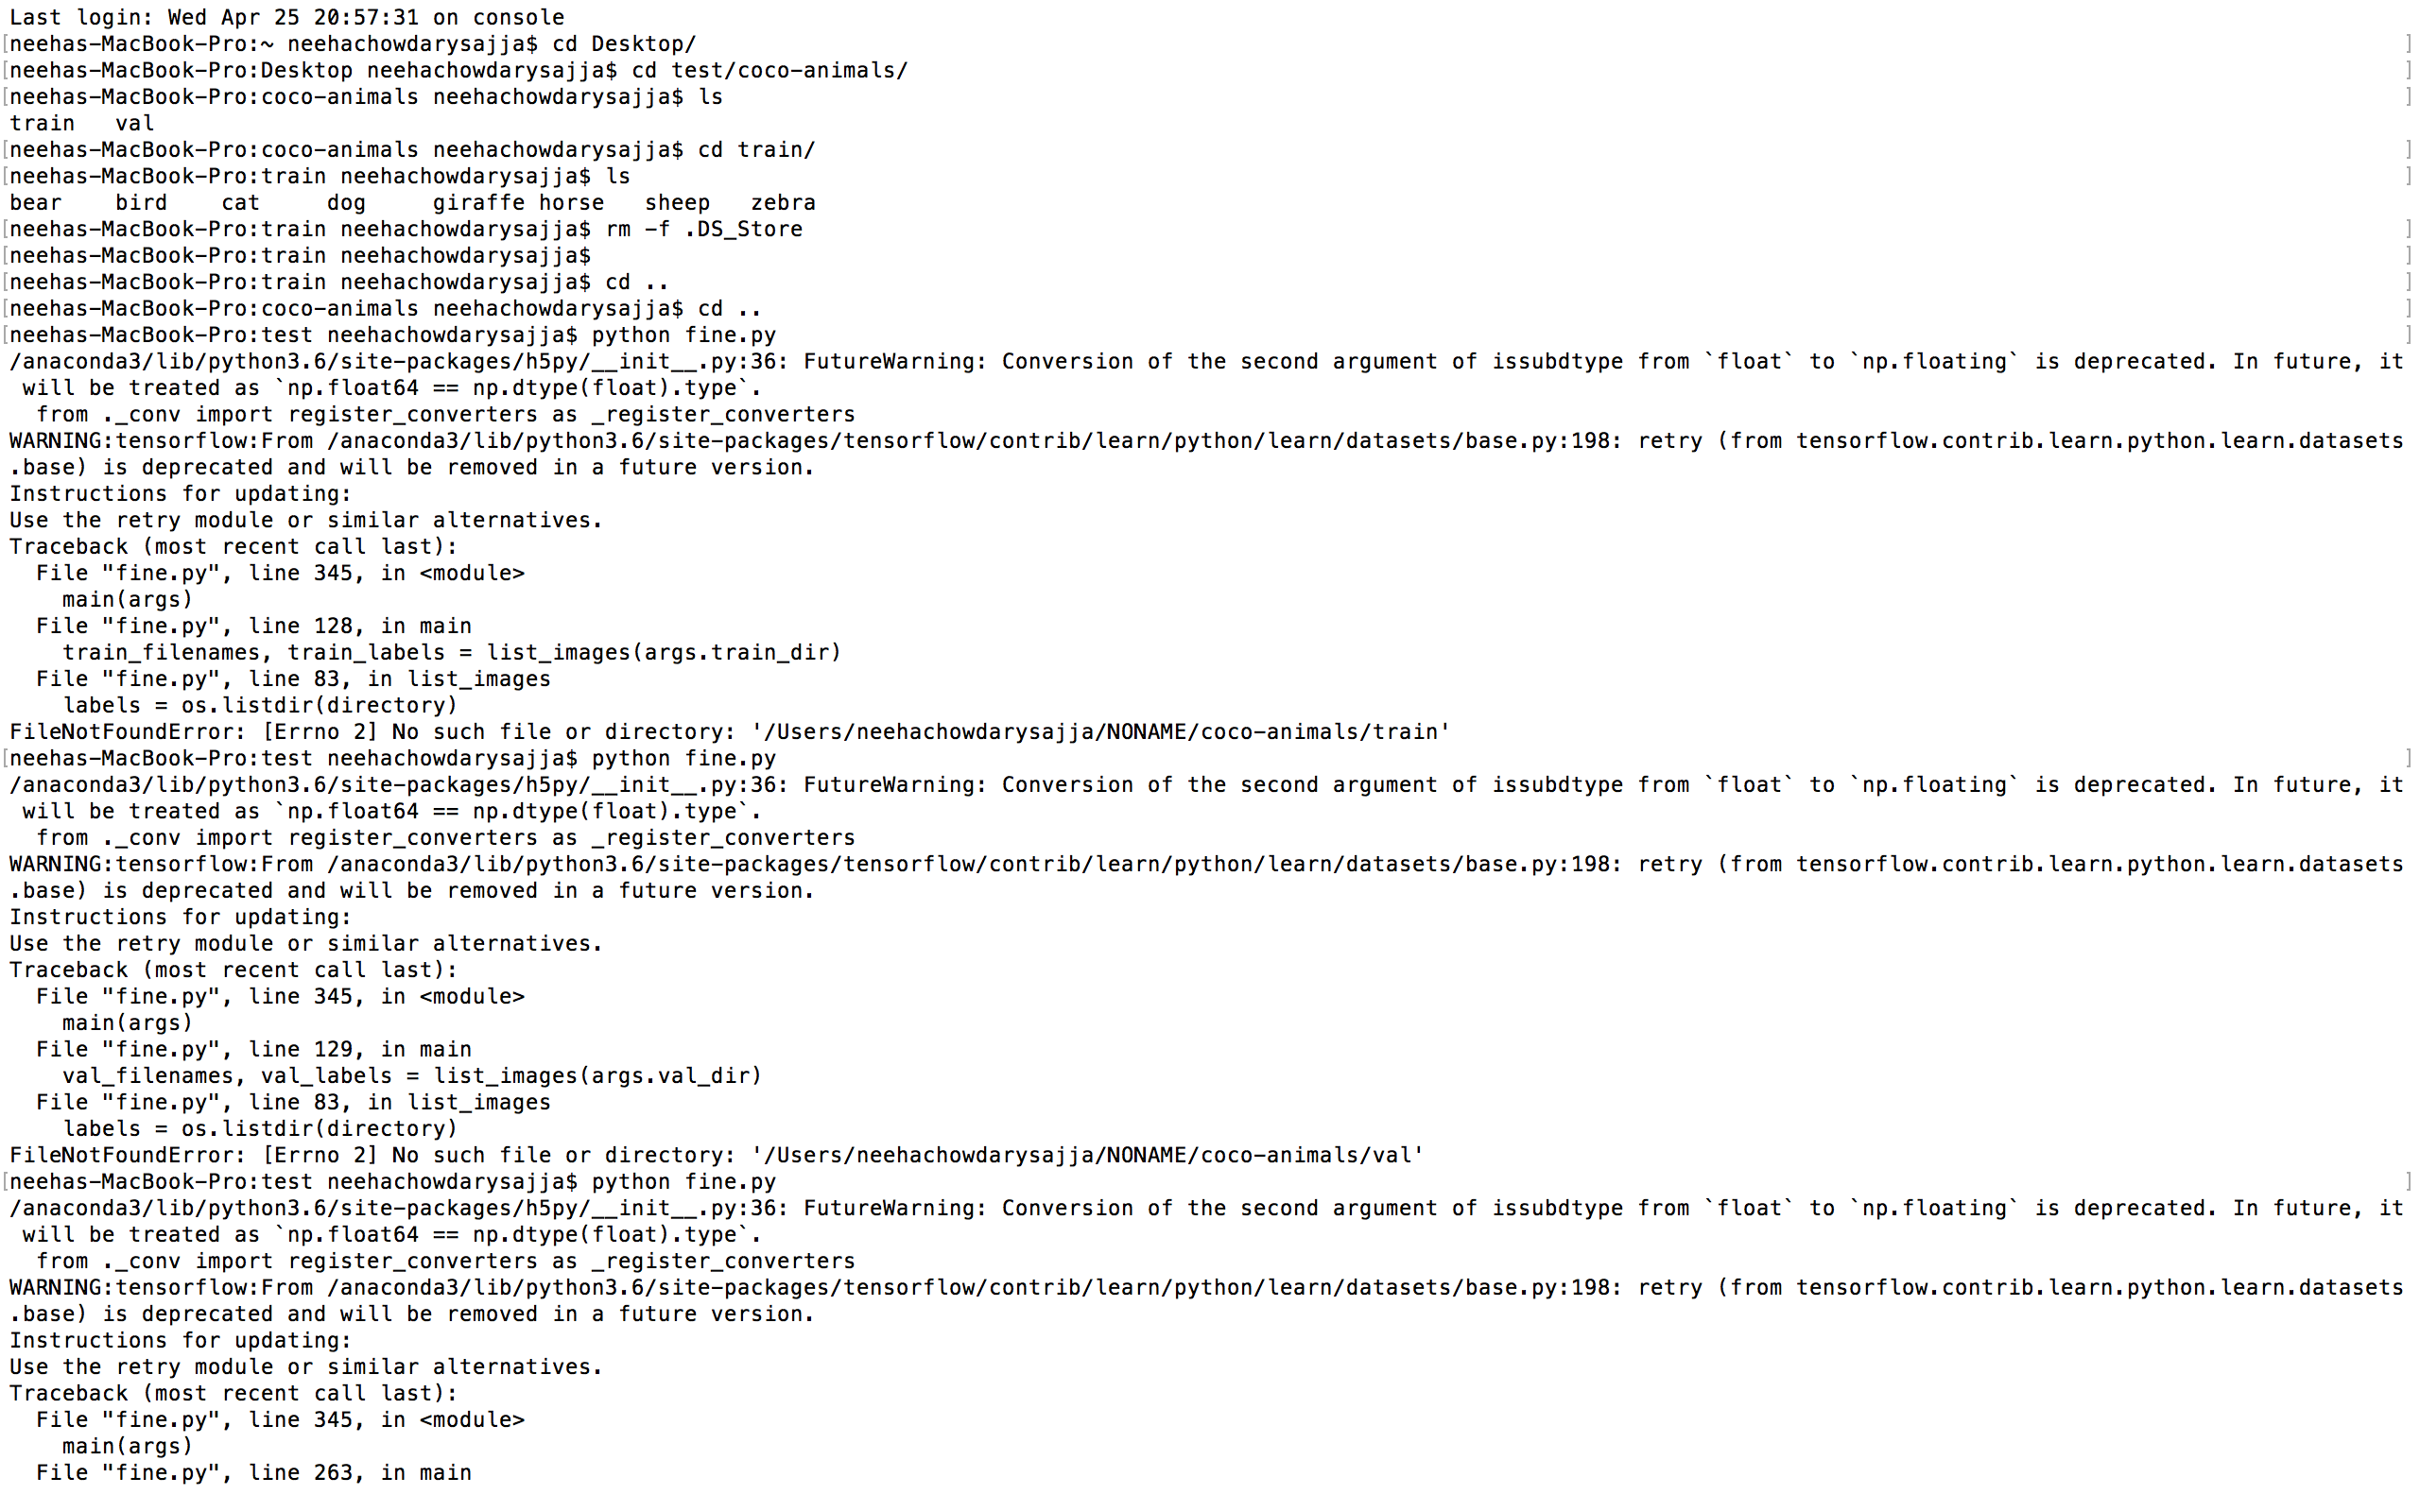 Last login: Wed Apr 25 20:57:31 on console
[neehas-MacBook-Pro:~ neehachowdarysajja$ cd Desktop/ ]
[neehas-MacBook-Pro:Desktop neehachowdarysajja$ cd test/coco-animals/ ]
[neehas-MacBook-Pro:coco-animals neehachowdarysajja$ ls ]
train   val
[neehas-MacBook-Pro:coco-animals neehachowdarysajja$ cd train/ ]
[neehas-MacBook-Pro:train neehachowdarysajja$ ls ]
bear    bird    cat     dog     giraffe horse   sheep   zebra
[neehas-MacBook-Pro:train neehachowdarysajja$ rm -f .DS_Store ]
[neehas-MacBook-Pro:train neehachowdarysajja$ ]
[neehas-MacBook-Pro:train neehachowdarysajja$ cd .. ]
[neehas-MacBook-Pro:coco-animals neehachowdarysajja$ cd .. ]
[neehas-MacBook-Pro:test neehachowdarysajja$ python fine.py ]
/anaconda3/lib/python3.6/site-packages/h5py/__init__.py:36: FutureWarning: Conversion of the second argument of issubdtype from `float` to `np.floating` is deprecated. In future, it
 will be treated as `np.float64 == np.dtype(float).type`.
  from ._conv import register_converters as _register_converters
WARNING:tensorflow:From /anaconda3/lib/python3.6/site-packages/tensorflow/contrib/learn/python/learn/datasets/base.py:198: retry (from tensorflow.contrib.learn.python.learn.datasets
.base) is deprecated and will be removed in a future version.
Instructions for updating:
Use the retry module or similar alternatives.
Traceback (most recent call last):
  File "fine.py", line 345, in <module>
    main(args)
  File "fine.py", line 128, in main
    train_filenames, train_labels = list_images(args.train_dir)
  File "fine.py", line 83, in list_images
    labels = os.listdir(directory)
FileNotFoundError: [Errno 2] No such file or directory: '/Users/neehachowdarysajja/NONAME/coco-animals/train'
[neehas-MacBook-Pro:test neehachowdarysajja$ python fine.py ]
/anaconda3/lib/python3.6/site-packages/h5py/__init__.py:36: FutureWarning: Conversion of the second argument of issubdtype from `float` to `np.floating` is deprecated. In future, it
 will be treated as `np.float64 == np.dtype(float).type`.
  from ._conv import register_converters as _register_converters
WARNING:tensorflow:From /anaconda3/lib/python3.6/site-packages/tensorflow/contrib/learn/python/learn/datasets/base.py:198: retry (from tensorflow.contrib.learn.python.learn.datasets
.base) is deprecated and will be removed in a future version.
Instructions for updating:
Use the retry module or similar alternatives.
Traceback (most recent call last):
  File "fine.py", line 345, in <module>
    main(args)
  File "fine.py", line 129, in main
    val_filenames, val_labels = list_images(args.val_dir)
  File "fine.py", line 83, in list_images
    labels = os.listdir(directory)
FileNotFoundError: [Errno 2] No such file or directory: '/Users/neehachowdarysajja/NONAME/coco-animals/val'
[neehas-MacBook-Pro:test neehachowdarysajja$ python fine.py ]
/anaconda3/lib/python3.6/site-packages/h5py/__init__.py:36: FutureWarning: Conversion of the second argument of issubdtype from `float` to `np.floating` is deprecated. In future, it
 will be treated as `np.float64 == np.dtype(float).type`.
  from ._conv import register_converters as _register_converters
WARNING:tensorflow:From /anaconda3/lib/python3.6/site-packages/tensorflow/contrib/learn/python/learn/datasets/base.py:198: retry (from tensorflow.contrib.learn.python.learn.datasets
.base) is deprecated and will be removed in a future version.
Instructions for updating:
Use the retry module or similar alternatives.
Traceback (most recent call last):
  File "fine.py", line 345, in <module>
    main(args)
  File "fine.py", line 263, in main